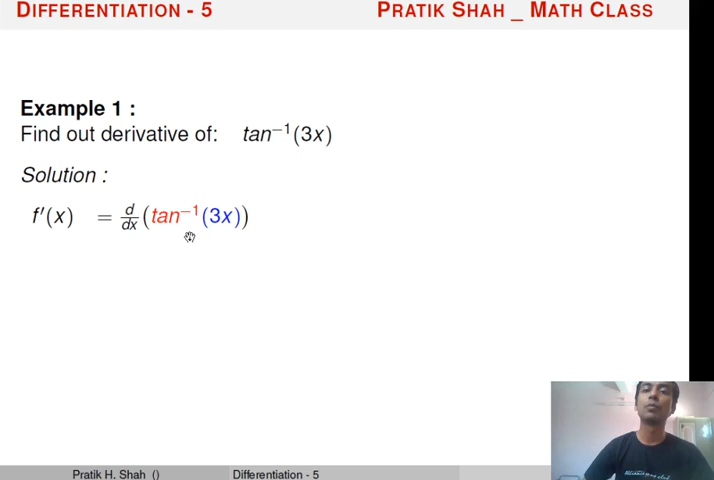 DIFFERENTIATION - 5 PRATIK SHAH _ MATH CLASS
Example 1 :
Find out derivative of: tan⁻¹(3x)
Solution :
f′(x) = d/dx (tan⁻¹(3x))
Pratik H. Shah () Differentiation - 5